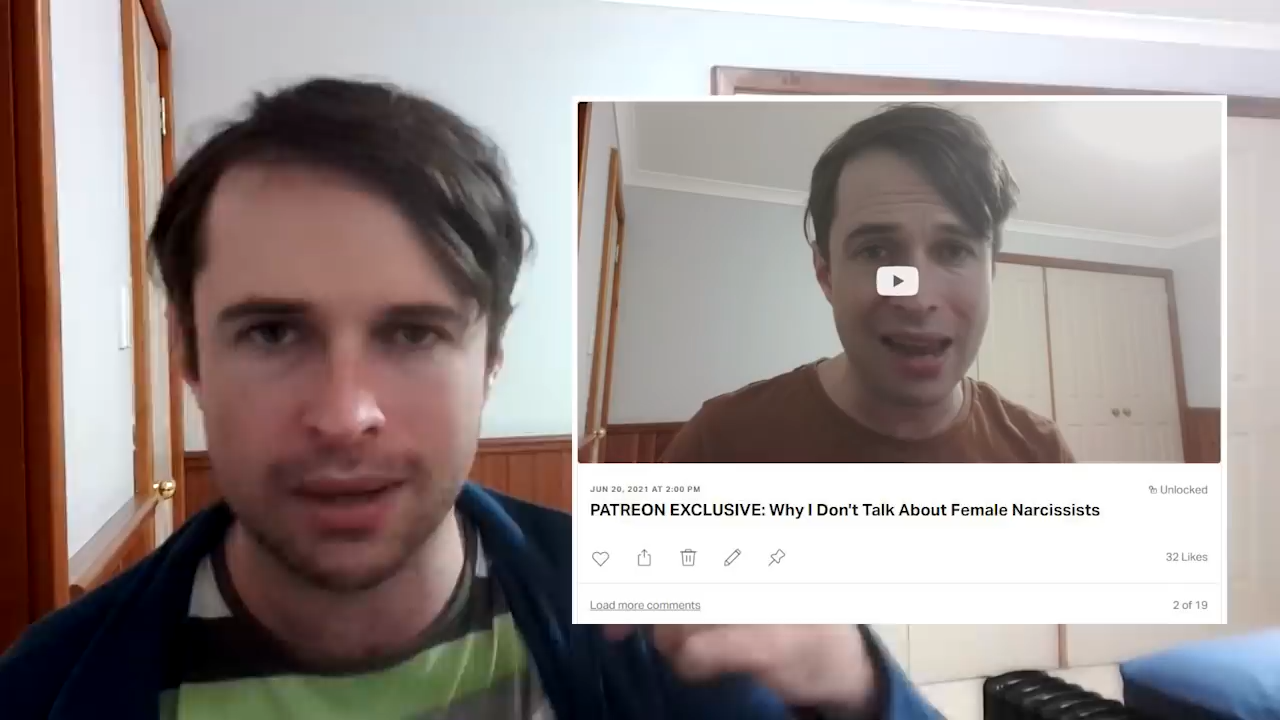 JUN 20, 2021 AT 2:00 PM
Unlocked
PATREON EXCLUSIVE: Why I Don't Talk About Female Narcissists
32 Likes
Load more comments
2 of 19